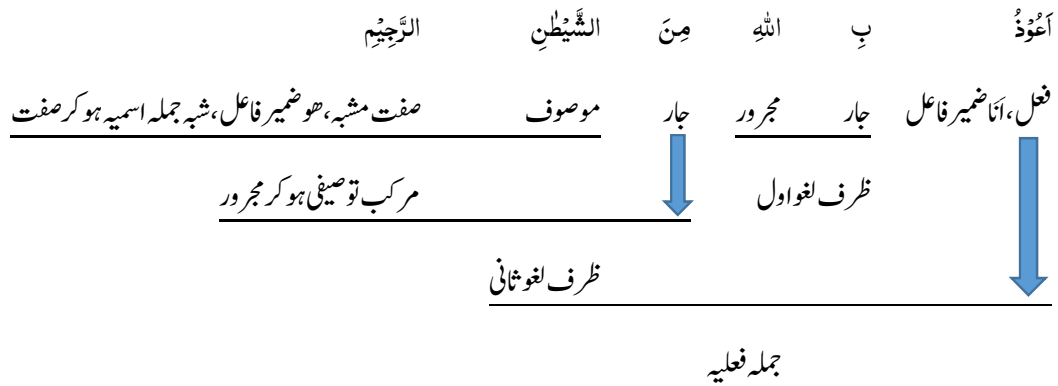 اَعُوْذُ بِ اللّٰهِ مِنَ الشَّيْطٰنِ الرَّجِيْمِ
فعل،اَنَاضمیر فاعل جار مجرور جار موصوف صفت مشبہ،ھو ضمیر فاعل،شبہ جملہ اسمیہ ہو کر صفت
ظرف لغو اول مرکب توصیفی ہو کر مجرور
ظرف لغو ثانی
جملہ فعلیہ